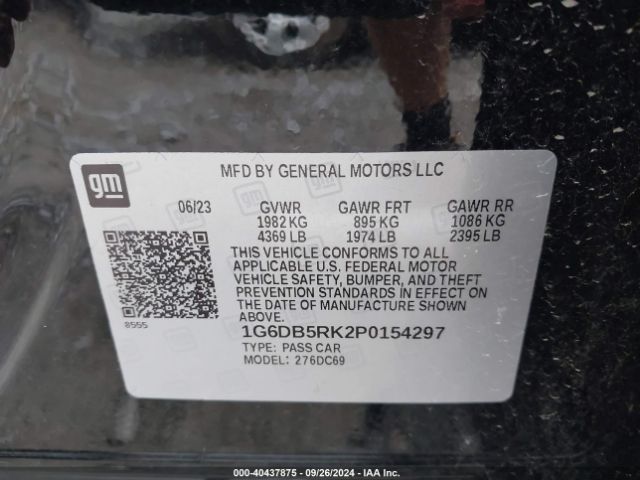 gm
MFD BY GENERAL MOTORS LLC
06/23 GVWR GAWR FRT GAWR RR
1982 KG 895 KG 1086 KG
4369 LB 1974 LB 2395 LB
THIS VEHICLE CONFORMS TO ALL
APPLICABLE U.S. FEDERAL MOTOR
VEHICLE SAFETY, BUMPER, AND THEFT
PREVENTION STANDARDS IN EFFECT ON
THE DATE OF MANUFACTURE SHOWN
ABOVE.
8555
1G6DB5RK2P0154297
TYPE: PASS CAR
MODEL: 276DC69
000-40437875 - 09/26/2024 - IAA Inc.